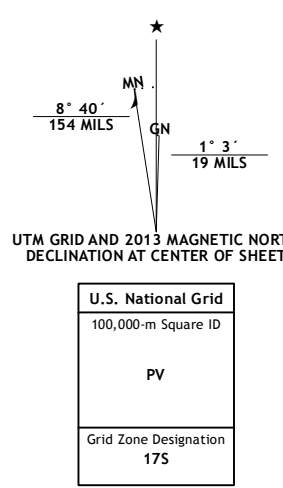 ★
MN
8° 40´
154 MILS
GN
1° 3´
19 MILS
UTM GRID AND 2013 MAGNETIC NORT
DECLINATION AT CENTER OF SHEET
U.S. National Grid
100,000-m Square ID
PV
Grid Zone Designation
17S